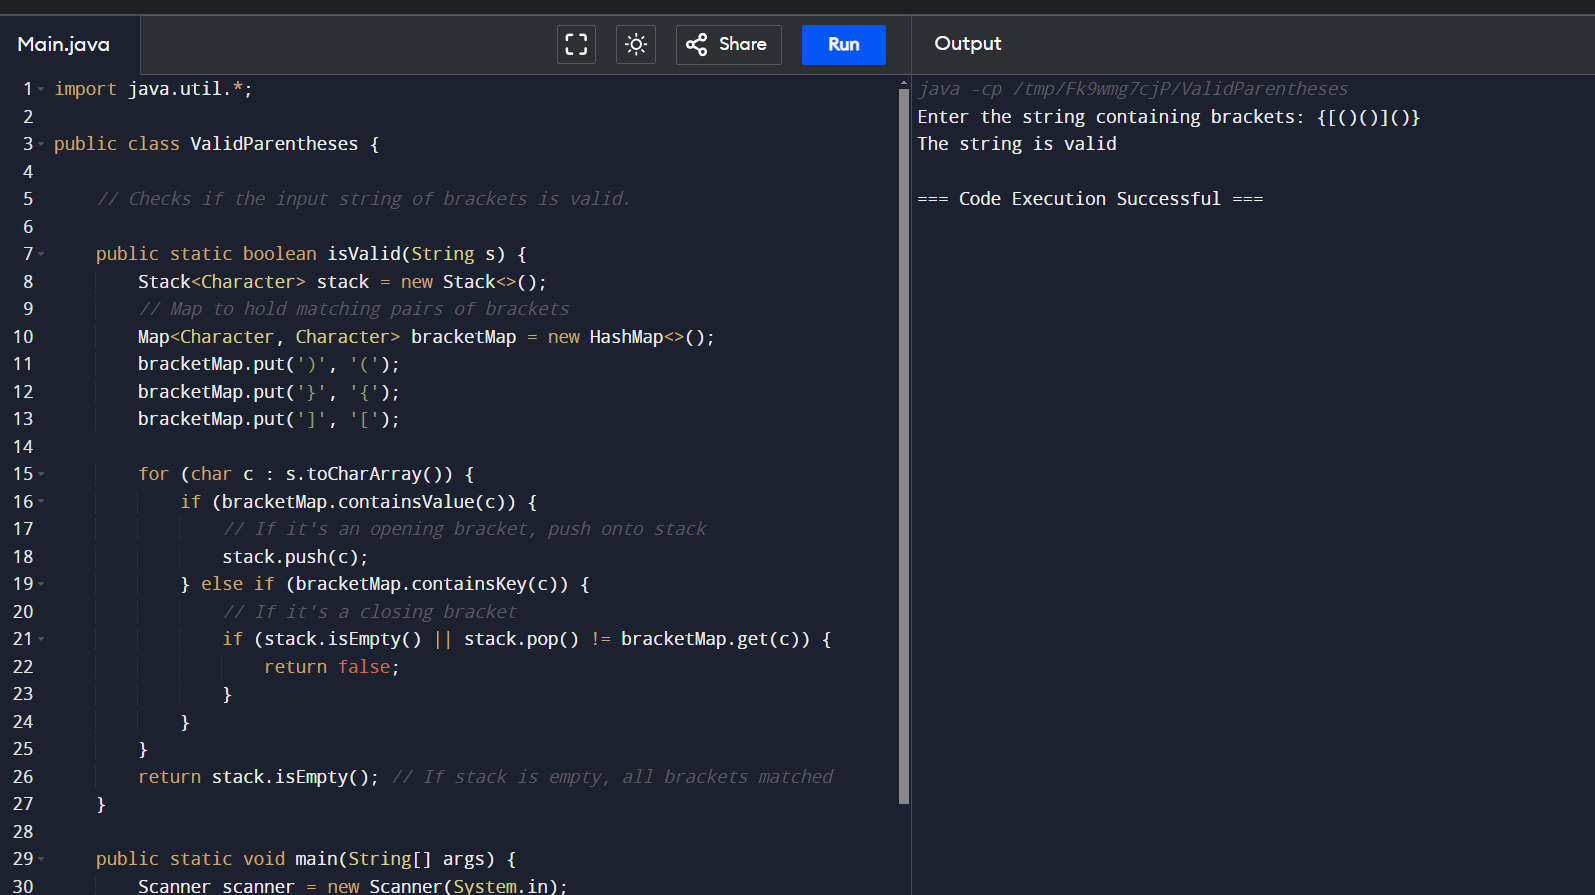 Main.java
Share
Run
Output
1 import java.util.*;
2
3 public class ValidParentheses {
4
5     // Checks if the input string of brackets is valid.
6
7     public static boolean isValid(String s) {
8         Stack<Character> stack = new Stack<>();
9         // Map to hold matching pairs of brackets
10         Map<Character, Character> bracketMap = new HashMap<>();
11         bracketMap.put(')', '(');
12         bracketMap.put('}', '{');
13         bracketMap.put(']', '[');
14
15         for (char c : s.toCharArray()) {
16             if (bracketMap.containsValue(c)) {
17                 // If it's an opening bracket, push onto stack
18                 stack.push(c);
19             } else if (bracketMap.containsKey(c)) {
20                 // If it's a closing bracket
21                 if (stack.isEmpty() || stack.pop() != bracketMap.get(c)) {
22                     return false;
23                 }
24             }
25         }
26         return stack.isEmpty(); // If stack is empty, all brackets matched
27     }
28
29     public static void main(String[] args) {
30         Scanner scanner = new Scanner(System.in);
java -cp /tmp/Fk9wmg7cjP/ValidParentheses
Enter the string containing brackets: {[()()]()}
The string is valid
=== Code Execution Successful ===